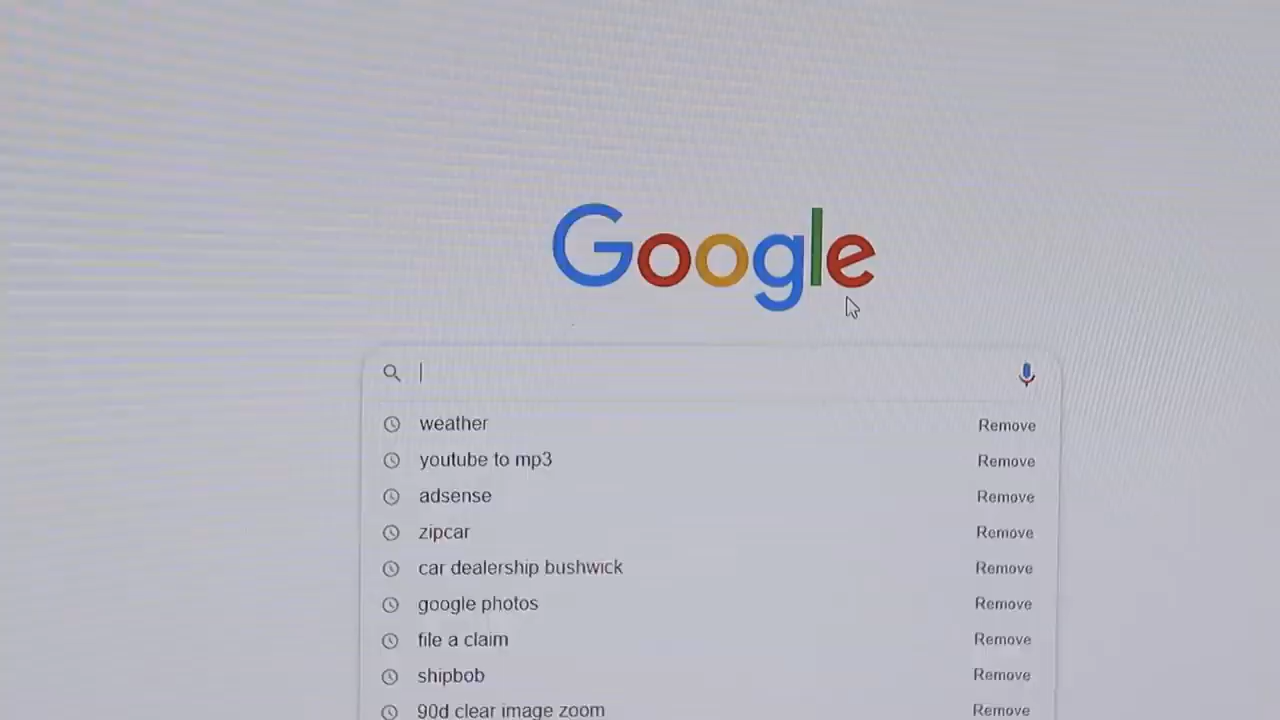 Google
weather Remove
youtube to mp3 Remove
adsense Remove
zipcar Remove
car dealership bushwick Remove
google photos Remove
file a claim Remove
shipbob Remove
90d clear image zoom Remove